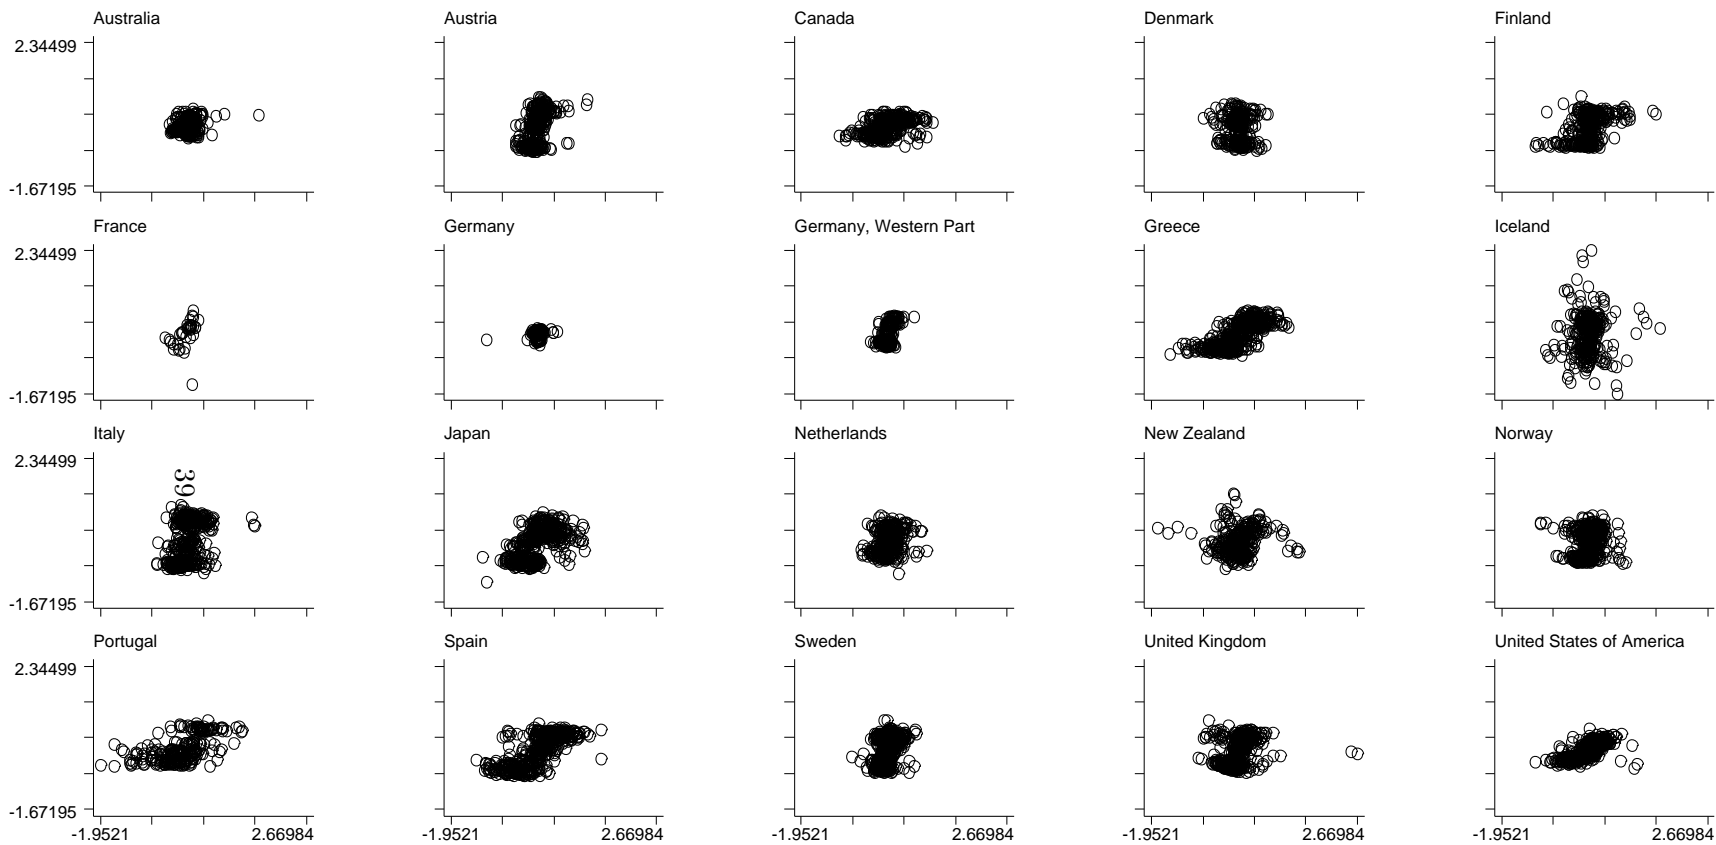 Australia Austria Canada Denmark Finland
2.34499
-1.67195
France Germany Germany, Western Part Greece Iceland
2.34499
-1.67195
Italy Japan Netherlands New Zealand Norway
2.34499
39
-1.67195
Portugal Spain Sweden United Kingdom United States of America
2.34499
-1.67195
-1.9521 2.66984 -1.9521 2.66984 -1.9521 2.66984 -1.9521 2.66984 -1.9521 2.66984